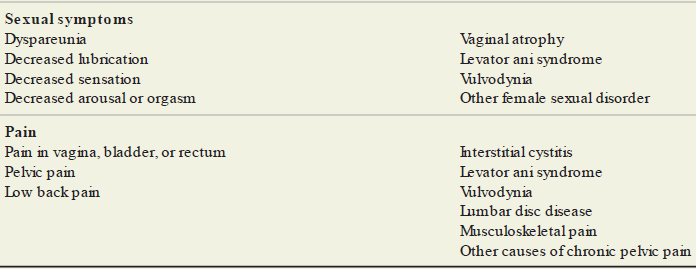 Sexual symptoms
Dyspareunia Vaginal atrophy
Decreased lubrication Levator ani syndrome
Decreased sensation Vulvodynia
Decreased arousal or orgasm Other female sexual disorder
Pain
Pain in vagina, bladder, or rectum Interstitial cystitis
Pelvic pain Levator ani syndrome
Low back pain Vulvodynia
Lumbar disc disease
Musculoskeletal pain
Other causes of chronic pelvic pain